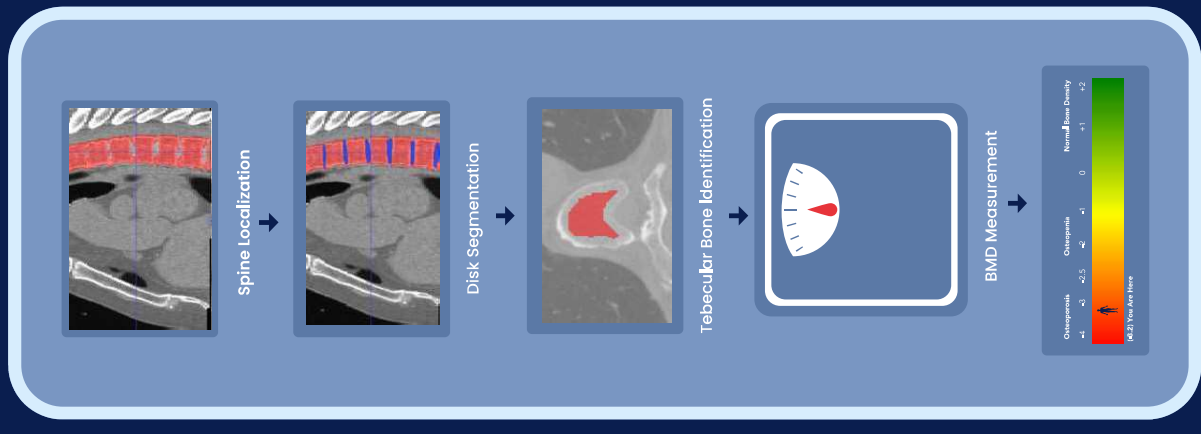 Spine Localization
Disk Segmentation
Tebecular Bone Identification
BMD Measurement
Osteoporosis Osteopenia Normal Bone Density
-4 -3 -2.5 -2 -1 0 +1 +2
You Are Here